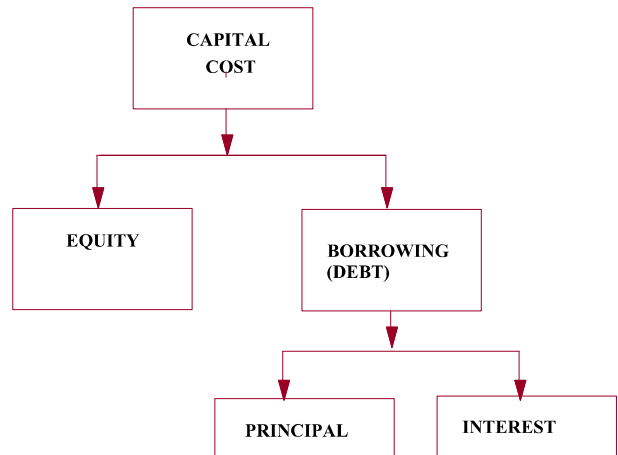 CAPITAL
COST
EQUITY
BORROWING
(DEBT)
PRINCIPAL
INTEREST